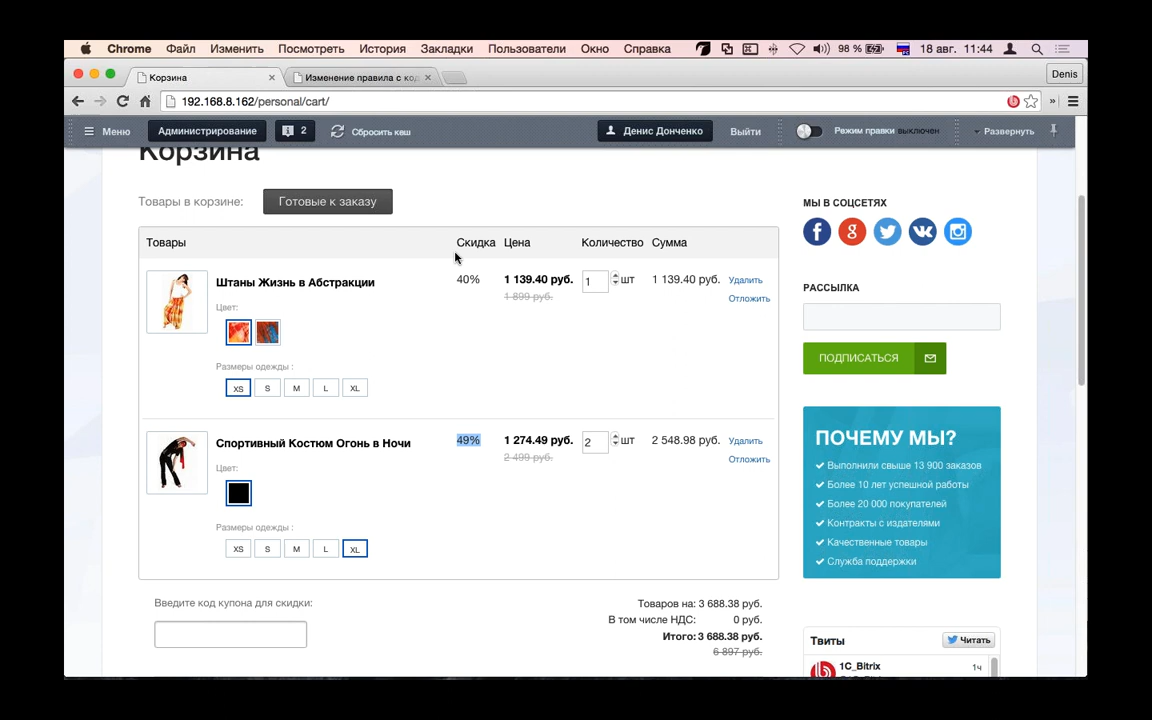 Chrome Файл Изменить Посмотреть История Закладки Пользователи Окно Справка 98 % 18 авг. 11:44
Корзина Изменение правила с код Denis
192.168.8.162/personal/cart/
Меню Администрирование 2 Сбросить кеш Денис Донченко Выйти Режим правки выключен Развернуть
Корзина
Товары в корзине: Готовые к заказу
Товары Скидка Цена Количество Сумма
Штаны Жизнь в Абстракции 40% 1 139.40 руб. 1 шт 1 139.40 руб. Удалить
1 899 руб. Отложить
Цвет:
Размеры одежды :
XS S M L XL
Спортивный Костюм Огонь в Ночи 49% 1 274.49 руб. 2 шт 2 548.98 руб. Удалить
2 499 руб. Отложить
Цвет:
Размеры одежды :
XS S M L XL
Введите код купона для скидки:
Товаров на: 3 688.38 руб.
В том числе НДС: 0 руб.
Итого: 3 688.38 руб.
6 897 руб.
МЫ В СОЦСЕТЯХ
РАССЫЛКА
ПОДПИСАТЬСЯ
ПОЧЕМУ МЫ?
Выполнили свыше 13 900 заказов
Более 10 лет успешной работы
Более 20 000 покупателей
Контракты с издателями
Качественные товары
Служба поддержки
Твиты Читать
1C_Bitrix 1ч